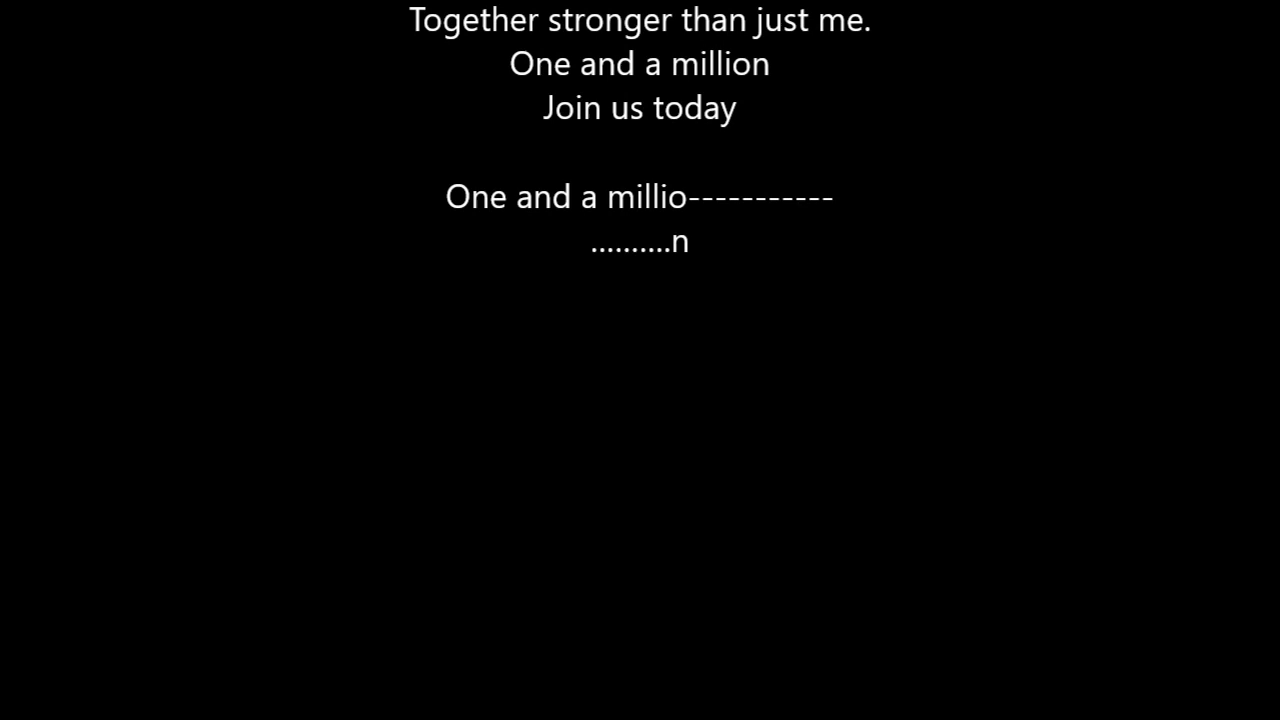 Together stronger than just me.
One and a million
Join us today
One and a millio-----------
..........n